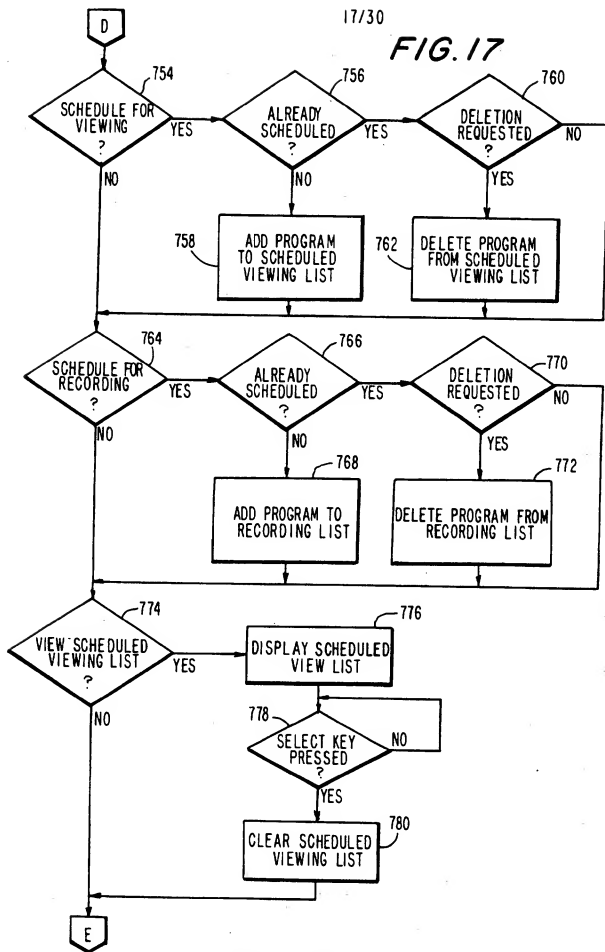 17/30
FIG. 17
D
754
SCHEDULE FOR
VIEWING
?
YES
NO
756
ALREADY
SCHEDULED
?
YES
NO
760
DELETION
REQUESTED
?
NO
YES
758
ADD PROGRAM
TO SCHEDULED
VIEWING LIST
762
DELETE PROGRAM
FROM SCHEDULED
VIEWING LIST
764
SCHEDULE FOR
RECORDING
?
YES
NO
766
ALREADY
SCHEDULED
?
YES
NO
770
DELETION
REQUESTED
?
NO
YES
768
ADD PROGRAM TO
RECORDING LIST
772
DELETE PROGRAM FROM
RECORDING LIST
774
VIEW SCHEDULED
VIEWING LIST
?
YES
NO
776
DISPLAY SCHEDULED
VIEW LIST
778
SELECT KEY
PRESSED
?
NO
YES
780
CLEAR SCHEDULED
VIEWING LIST
E